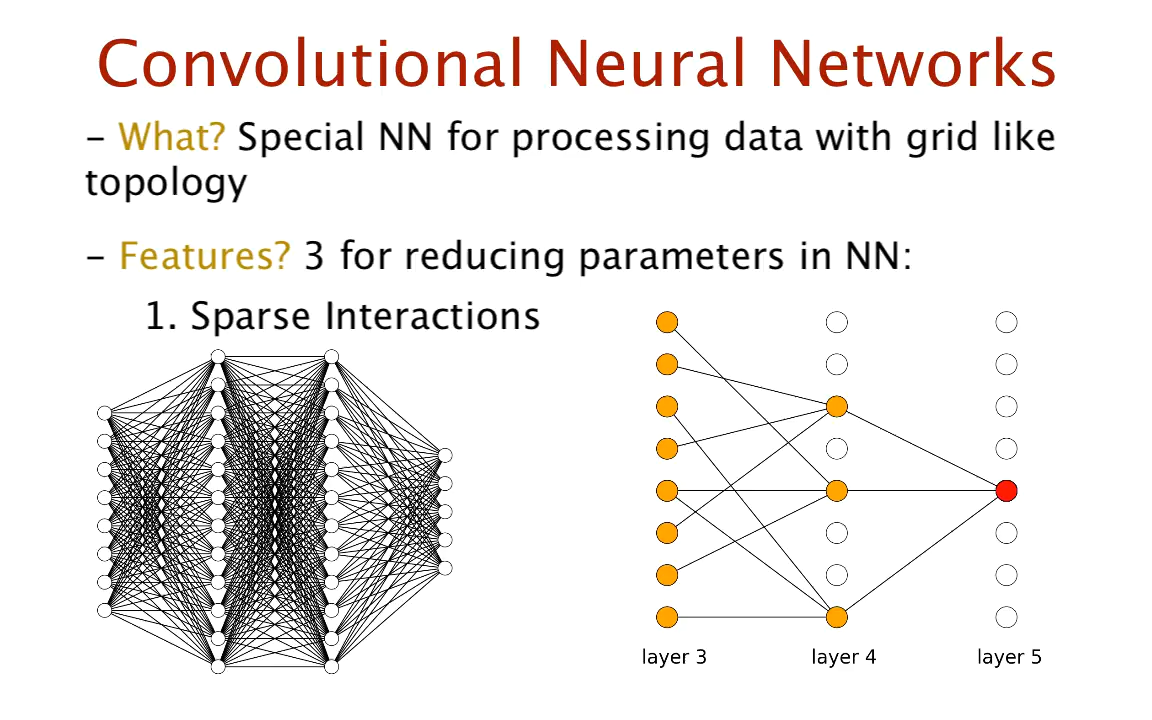 Convolutional Neural Networks
– What? Special NN for processing data with grid like
topology
– Features? 3 for reducing parameters in NN:
1. Sparse Interactions
layer 3
layer 4
layer 5